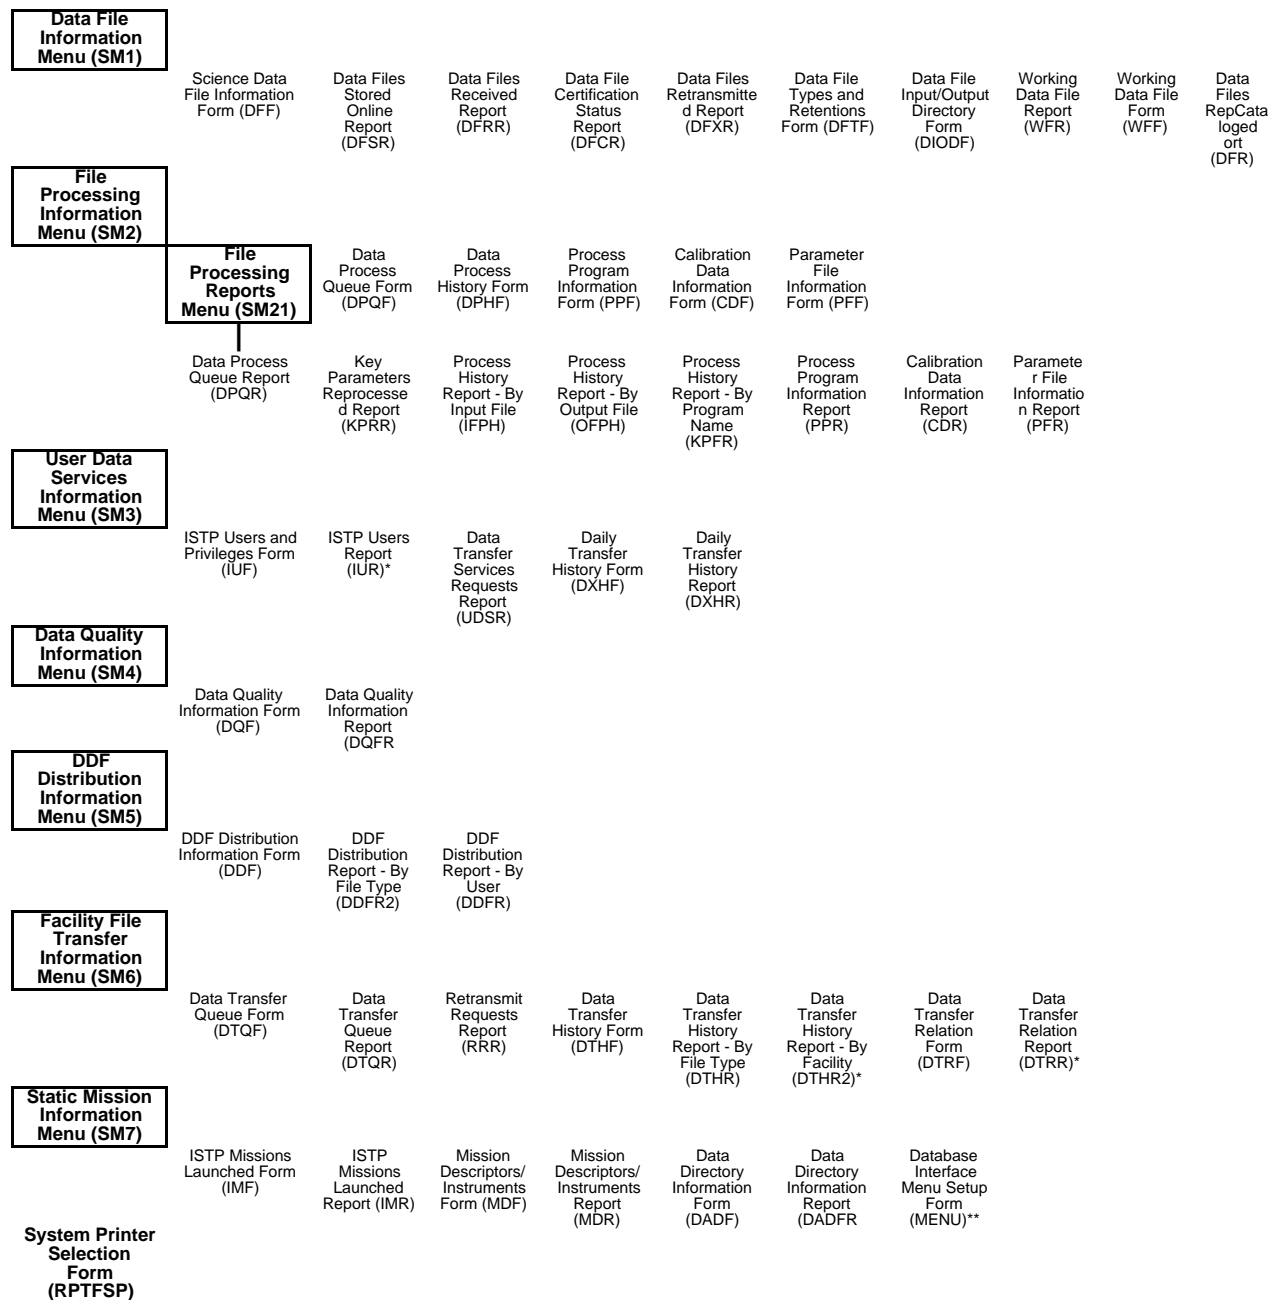 Data File
Information
Menu (SM1)
Science Data
File Information
Form (DFF)
Data Files
Stored
Online
Report
(DFSR)
Data Files
Received
Report
(DFRR)
Data File
Certification
Status
Report
(DFCR)
Data Files
Retransmitte
d Report
(DFXR)
Data File
Types and
Retentions
Form (DFTF)
Data File
Input/Output
Directory
Form
(DIODF)
Working
Data File
Report
(WFR)
Working
Data File
Form
(WFF)
Data
Files
RepCata
loged
ort
(DFR)
File
Processing
Information
Menu (SM2)
File
Processing
Reports
Menu (SM21)
Data
Process
Queue Form
(DPQF)
Data
Process
History Form
(DPHF)
Process
Program
Information
Form (PPF)
Calibration
Data
Information
Form (CDF)
Parameter
File
Information
Form (PFF)
Data Process
Queue Report
(DPQR)
Key
Parameters
Reprocesse
d Report
(KPRR)
Process
History
Report - By
Input File
(IFPH)
Process
History
Report - By
Output File
(OFPH)
Process
History
Report - By
Program
Name
(KPFR)
Process
Program
Information
Report
(PPR)
Calibration
Data
Information
Report
(CDR)
Paramete
r File
Informatio
n Report
(PFR)
User Data
Services
Information
Menu (SM3)
ISTP Users and
Privileges Form
(IUF)
ISTP Users
Report
(IUR)*
Data
Transfer
Services
Requests
Report
(UDSR)
Daily
Transfer
History Form
(DXHF)
Daily
Transfer
History
Report
(DXHR)
Data Quality
Information
Menu (SM4)
Data Quality
Information Form
(DQF)
Data Quality
Information
Report
(DQFR
DDF
Distribution
Information
Menu (SM5)
DDF Distribution
Information Form
(DDF)
DDF
Distribution
Report - By
File Type
(DDFR2)
DDF
Distribution
Report - By
User
(DDFR)
Facility File
Transfer
Information
Menu (SM6)
Data Transfer
Queue Form
(DTQF)
Data
Transfer
Queue
Report
(DTQR)
Retransmit
Requests
Report
(RRR)
Data
Transfer
History Form
(DTHF)
Data
Transfer
History
Report - By
File Type
(DTHR)
Data
Transfer
History
Report - By
Facility
(DTHR2)*
Data
Transfer
Relation
Form
(DTRF)
Data
Transfer
Relation
Report
(DTRR)*
Static Mission
Information
Menu (SM7)
ISTP Missions
Launched Form
(IMF)
ISTP
Missions
Launched
Report (IMR)
Mission
Descriptors/
Instruments
Form (MDF)
Mission
Descriptors/
Instruments
Report
(MDR)
Data
Directory
Information
Form
(DADF)
Data
Directory
Information
Report
(DADFR
Database
Interface
Menu Setup
Form
(MENU)**
System Printer
Selection
Form
(RPTFSP)